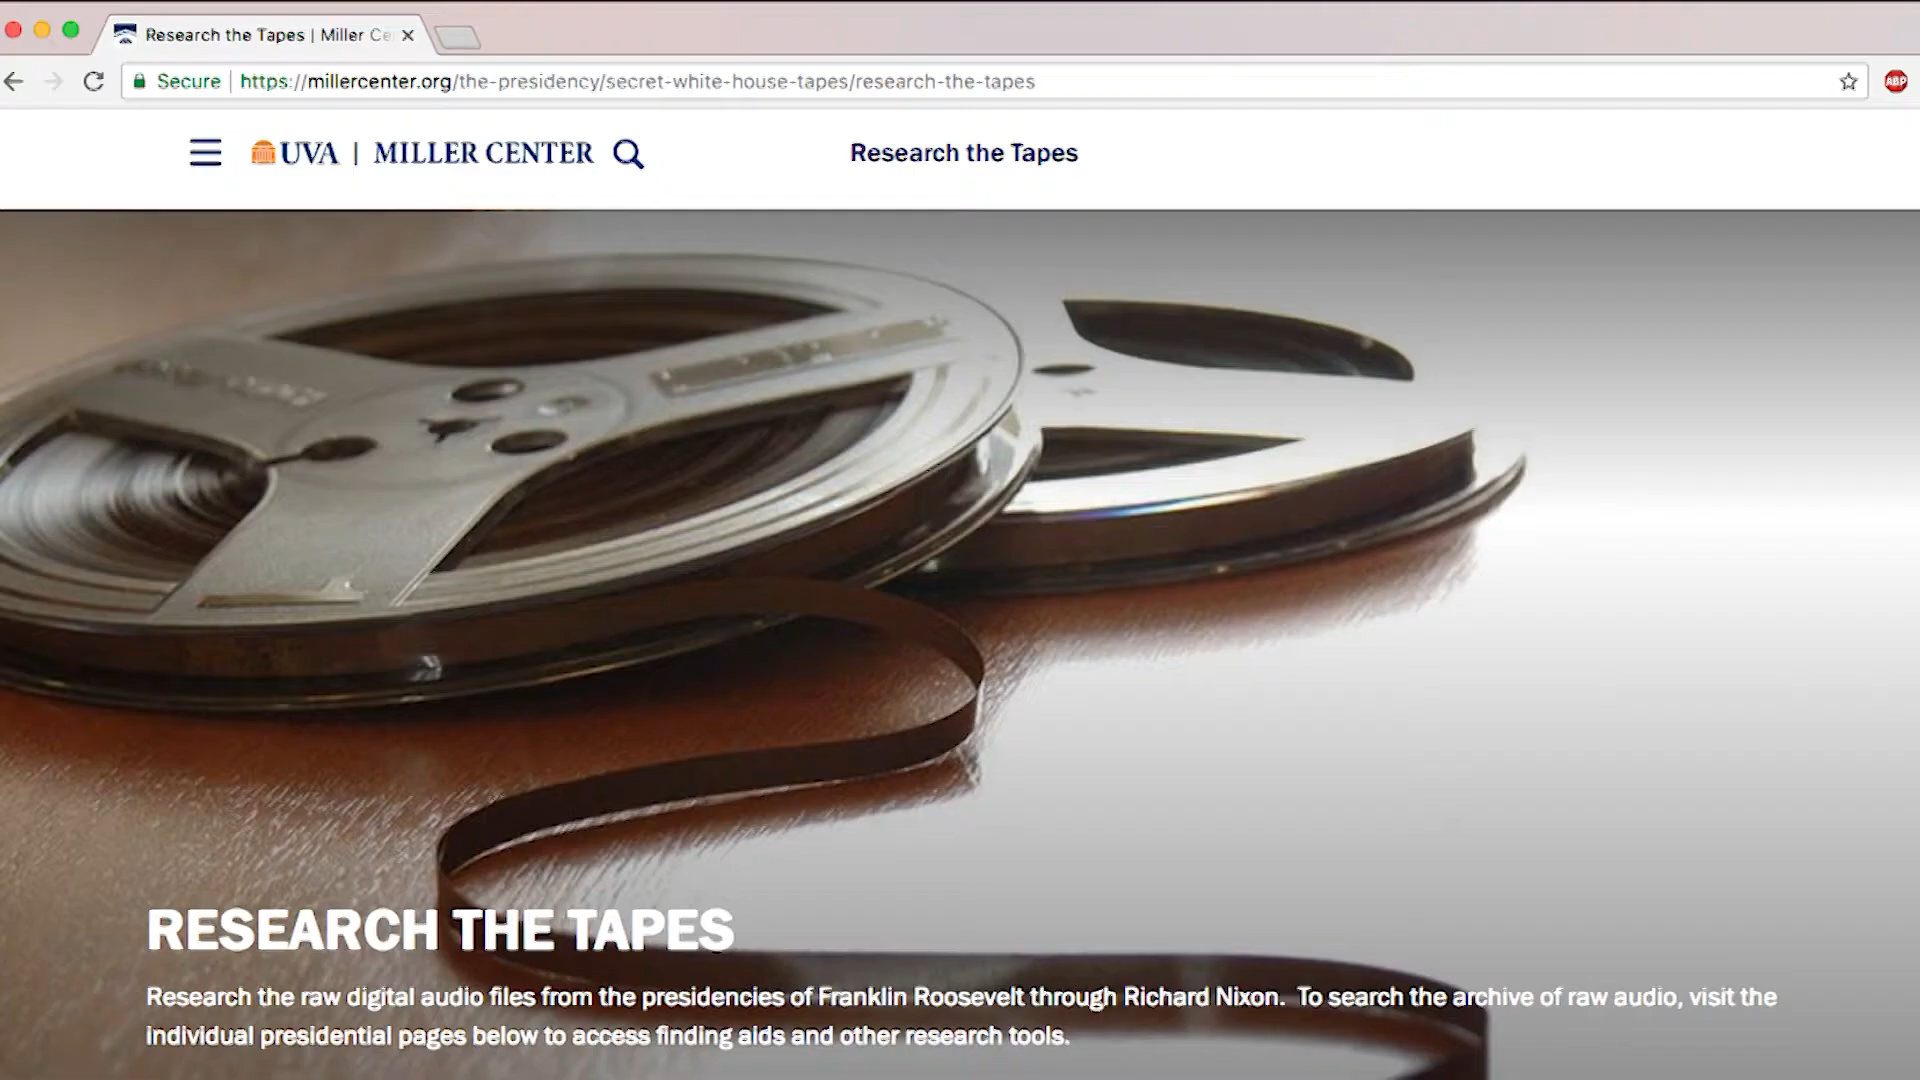 Research the Tapes | Miller Ce
Secure | https://millercenter.org/the-presidency/secret-white-house-tapes/research-the-tapes
ABP
UVA | MILLER CENTER
Research the Tapes
RESEARCH THE TAPES
Research the raw digital audio files from the presidencies of Franklin Roosevelt through Richard Nixon. To search the archive of raw audio, visit the
individual presidential pages below to access finding aids and other research tools.